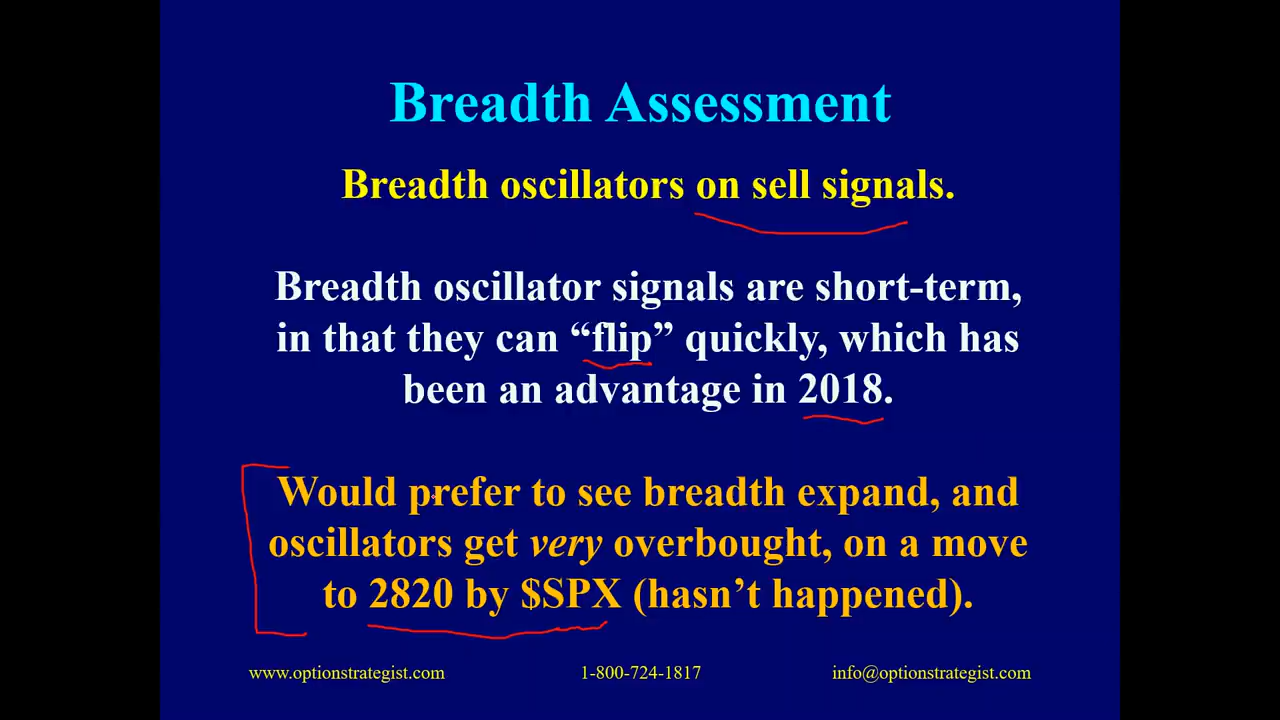 Breadth Assessment
Breadth oscillators on sell signals.
Breadth oscillator signals are short-term,
in that they can “flip” quickly, which has
been an advantage in 2018.
Would prefer to see breadth expand, and
oscillators get very overbought, on a move
to 2820 by $SPX (hasn’t happened).
www.optionstrategist.com 1-800-724-1817 info@optionstrategist.com